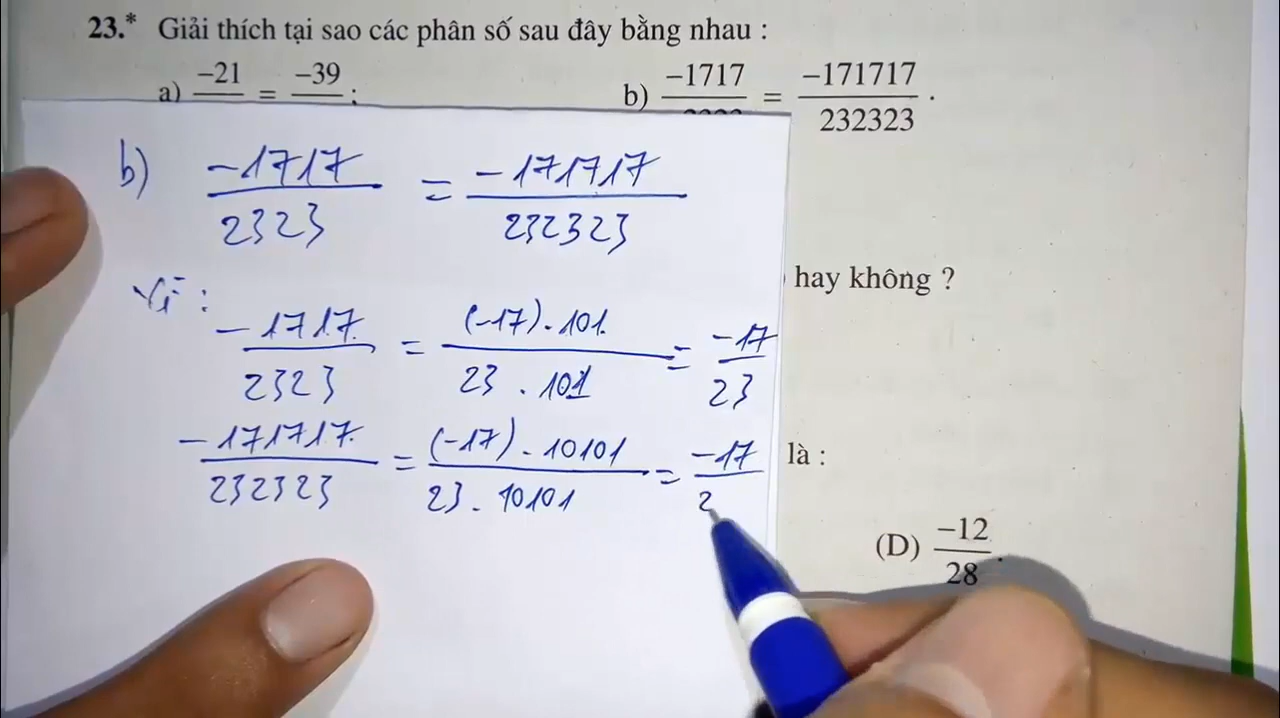 23.* Giải thích tại sao các phân số sau đây bằng nhau :
a) -21 = -39 ; b) -1717 = -171717 / 232323 .
b) -1717 / 2323 = -171717 / 232323
Vì :
-1717 / 2323 = (-17) . 101 / 23 . 101 = -17 / 23
-171717 / 232323 = (-17) . 10101 / 23 . 10101 = -17 / 2
hay không ?
là :
(D) -12 / 28 .